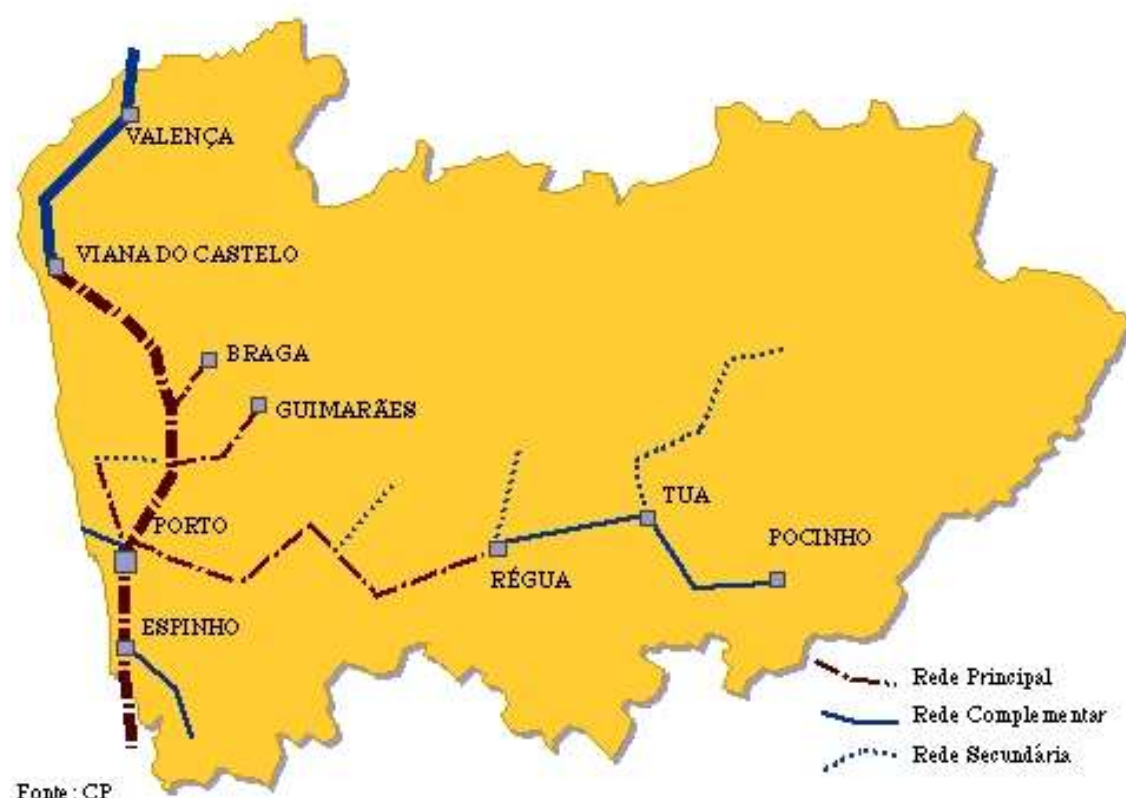 VALENÇA
VIANA DO CASTELO
BRAGA
GUIMARÃES
PORTO
TUA
POCINHO
RÉGUA
ESPINHO
Rede Principal
Rede Complementar
Rede Secundária
Fonte: CP